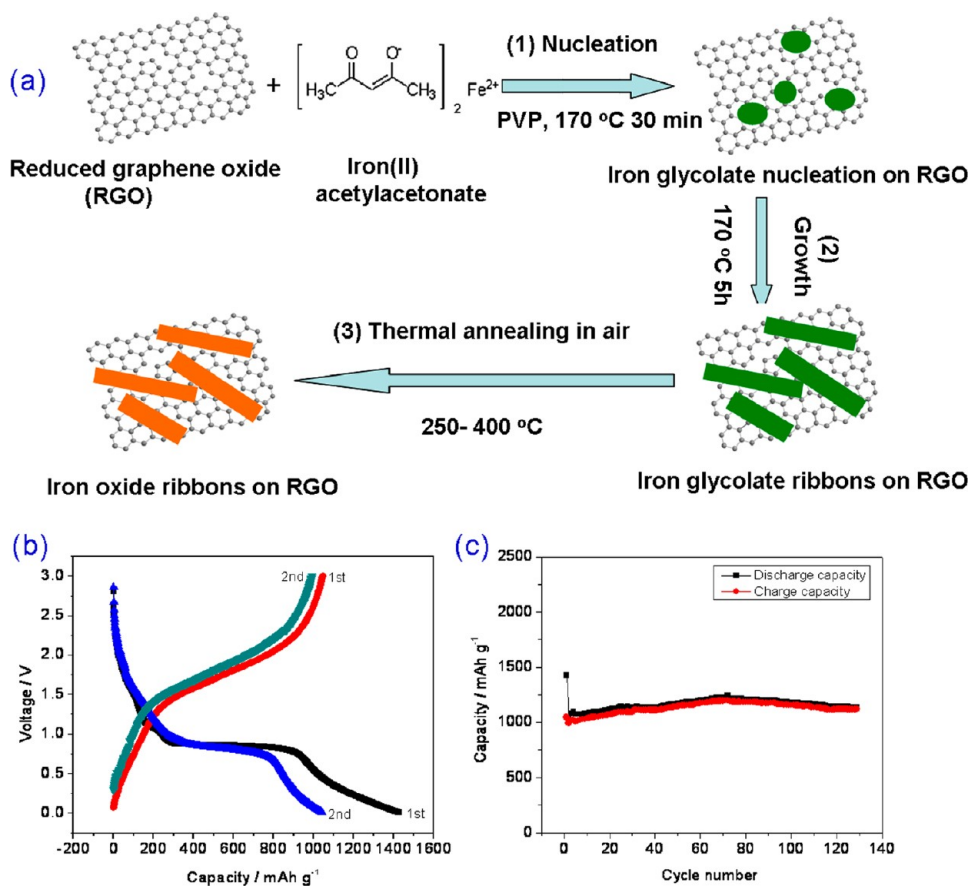 (a)
+
O
O-
H₃C
CH₃
2
Fe²⁺
(1) Nucleation
PVP, 170 °C 30 min
Reduced graphene oxide
(RGO)
Iron(II)
acetylacetonate
Iron glycolate nucleation on RGO
(2)
Growth
170 °C 5h
(3) Thermal annealing in air
250- 400 °C
Iron oxide ribbons on RGO
Iron glycolate ribbons on RGO
(b)
3.0
2.5
2.0
1.5
1.0
0.5
0.0
Voltage / V
2nd
1st
2nd
1st
-200 0 200 400 600 800 1000 1200 1400 1600
Capacity / mAh g⁻¹
(c)
2500
2000
1500
1000
500
0
Capacity / mAh g⁻¹
Discharge capacity
Charge capacity
0 20 40 60 80 100 120 140
Cycle number